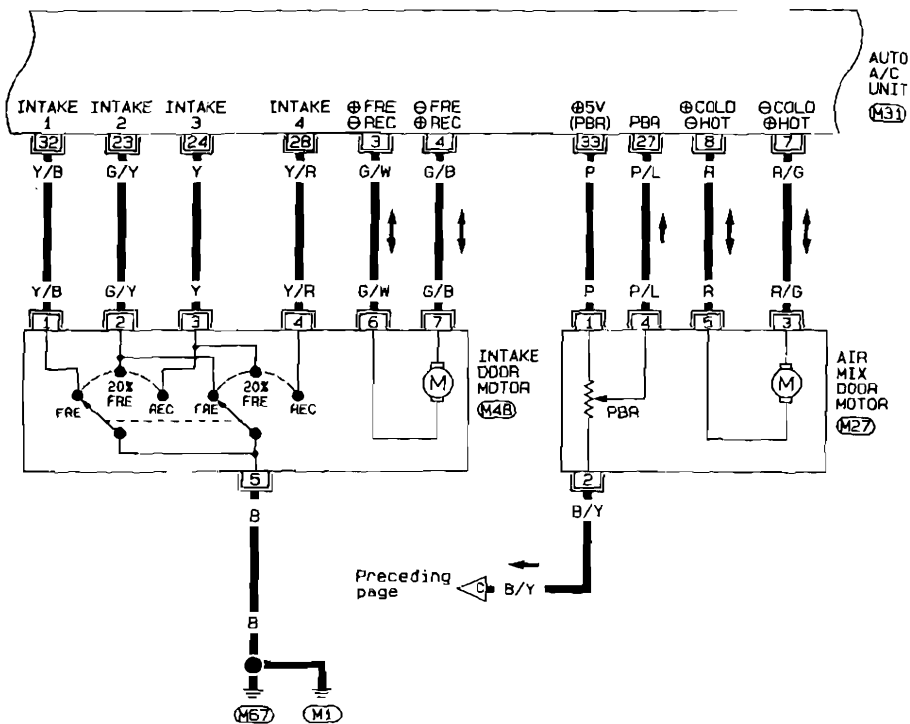 AUTO
A/C
UNIT
M31
INTAKE 1
INTAKE 2
INTAKE 3
INTAKE 4
⊕FRE
⊖REC
⊖FRE
⊕REC
⊕5V
(PBR)
PBR
⊕COLD
⊖HOT
⊖COLD
⊕HOT
32 23 24 28 3 4 33 27 8 7
Y/B G/Y Y Y/R G/W G/B P P/L R R/G
Y/B G/Y Y Y/R G/W G/B P P/L R R/G
1 2 3 4 6 7 1 4 5 3
INTAKE
DOOR
MOTOR
M48
AIR
MIX
DOOR
MOTOR
M27
M
M
FRE
20%
FRE
REC
FRE
20%
FRE
REC
PBR
5
2
B
B/Y
Preceding
page
C
B/Y
B
M67
M1